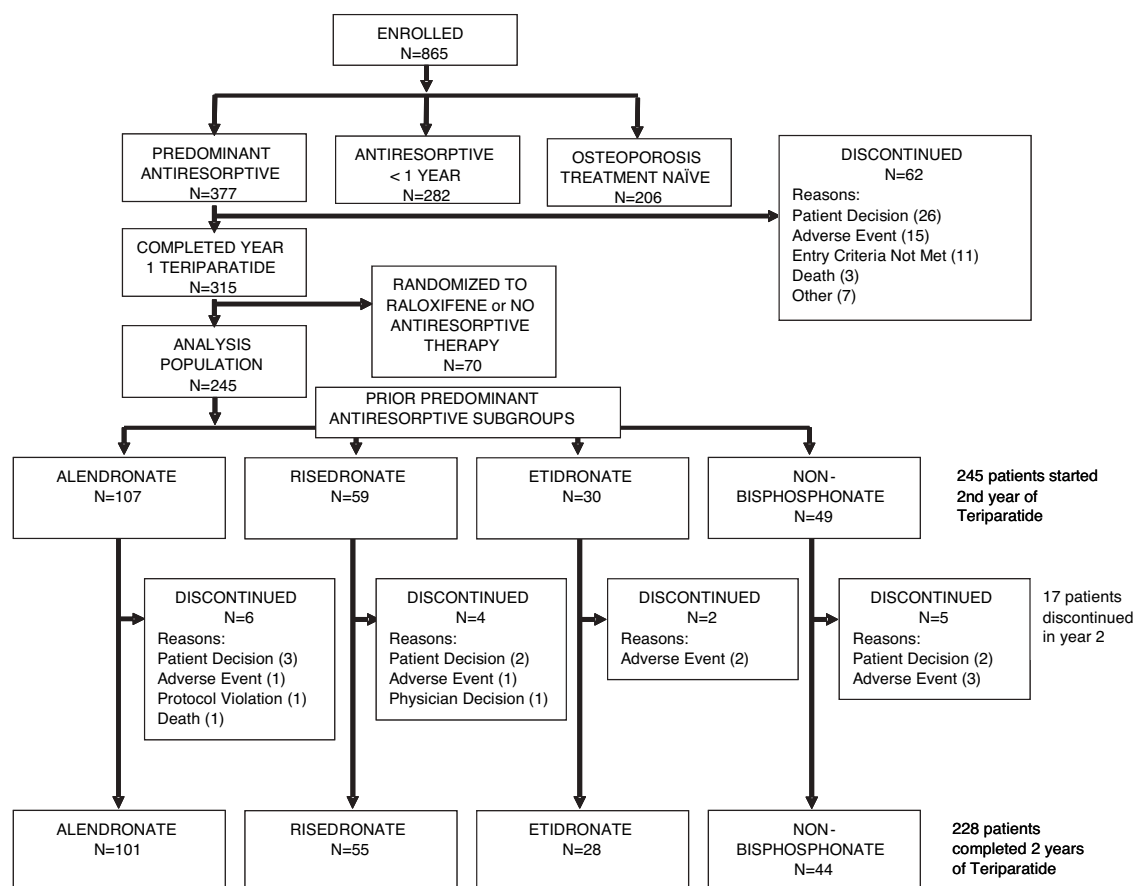 ENROLLED
N=865
PREDOMINANT
ANTIRESORPTIVE
N=377
ANTIRESORPTIVE
< 1 YEAR
N=282
OSTEOPOROSIS
TREATMENT NAÏVE
N=206
DISCONTINUED
N=62
Reasons:
Patient Decision (26)
Adverse Event (15)
Entry Criteria Not Met (11)
Death (3)
Other (7)
COMPLETED YEAR
1 TERIPARATIDE
N=315
RANDOMIZED TO
RALOXIFENE or NO
ANTIRESORPTIVE
THERAPY
N=70
ANALYSIS
POPULATION
N=245
PRIOR PREDOMINANT
ANTIRESORPTIVE SUBGROUPS
ALENDRONATE
N=107
RISEDRONATE
N=59
ETIDRONATE
N=30
NON-
BISPHOSPHONATE
N=49
245 patients started
2nd year of
Teriparatide
DISCONTINUED
N=6
Reasons:
Patient Decision (3)
Adverse Event (1)
Protocol Violation (1)
Death (1)
DISCONTINUED
N=4
Reasons:
Patient Decision (2)
Adverse Event (1)
Physician Decision (1)
DISCONTINUED
N=2
Reasons:
Adverse Event (2)
DISCONTINUED
N=5
Reasons:
Patient Decision (2)
Adverse Event (3)
17 patients
discontinued
in year 2
ALENDRONATE
N=101
RISEDRONATE
N=55
ETIDRONATE
N=28
NON-
BISPHOSPHONATE
N=44
228 patients
completed 2 years
of Teriparatide